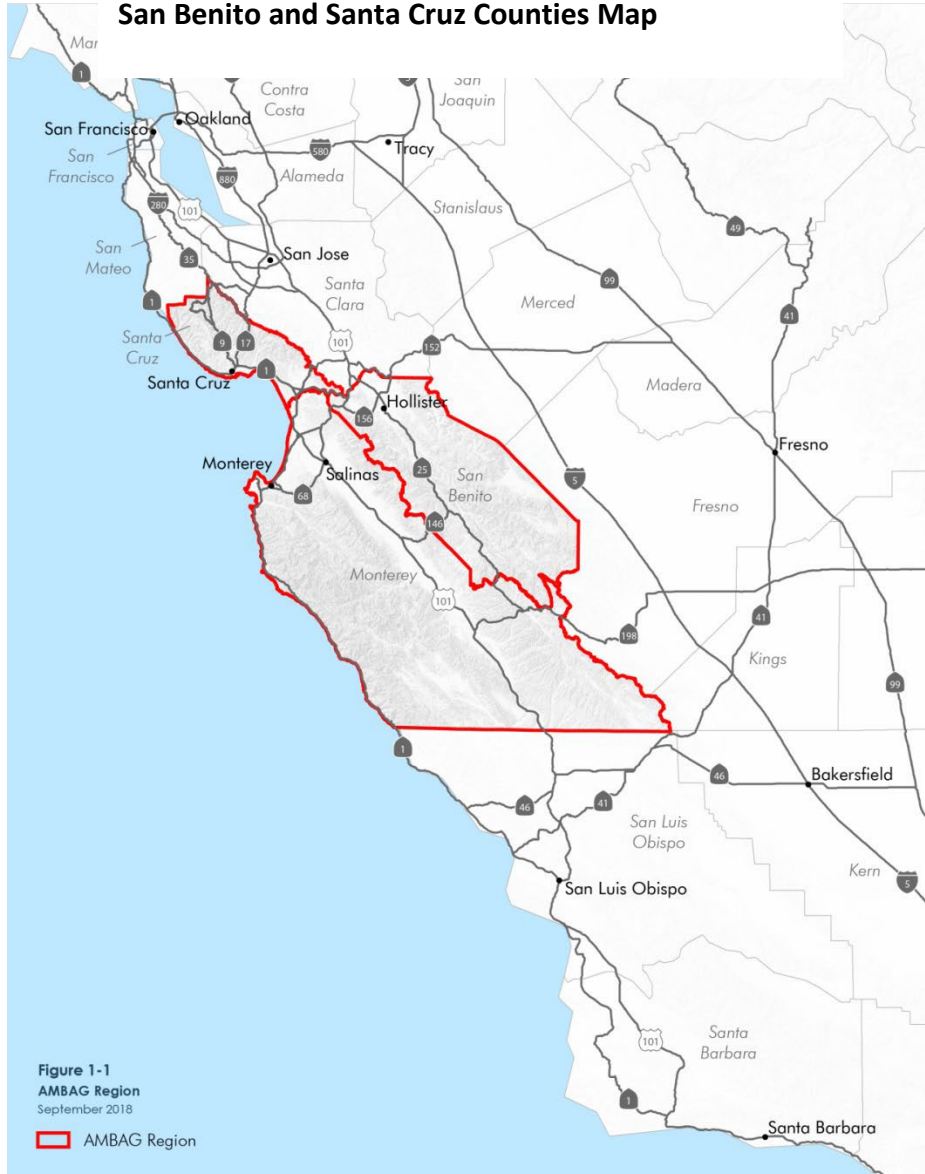 San Benito and Santa Cruz Counties Map
1
Contra
Costa
San
Joaquin
San Francisco
Oakland
Tracy
San
Francisco
580
Alameda
880
280
101
Stanislaus
49
San
Mateo
35
San Jose
99
Santa
Clara
Merced
1
41
Santa
Cruz
9
17
101
152
Santa Cruz
1
Madera
Hollister
156
Fresno
Monterey
Salinas
25
San
Benito
5
68
Fresno
146
Monterey
101
41
198
Kings
99
1
46
Bakersfield
46
41
San Luis
Obispo
Kern
5
San Luis Obispo
101
Santa
Barbara
1
Santa Barbara
Figure 1-1
AMBAG Region
September 2018
AMBAG Region